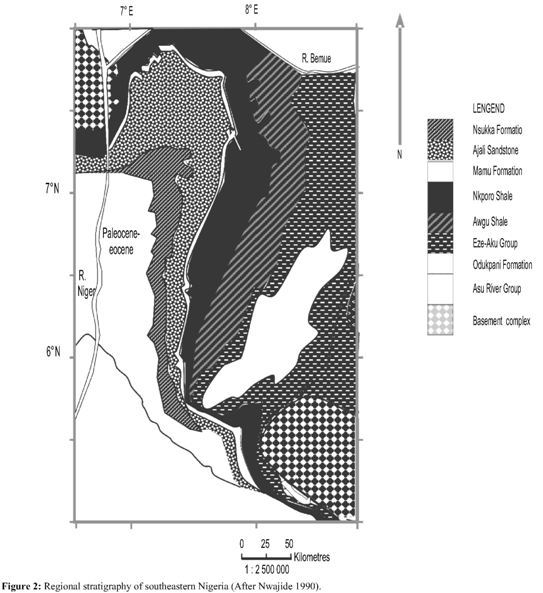 7° E 8° E
R. Bemue
LENGEND
Nsukka Formatio
Ajali Sandstone
Mamu Formation
Nkporo Shale
Awgu Shale
Eze-Aku Group
Odukpani Formation
Asu River Group
Basement complex
N
7°N
Paleocene-
eocene
R.
Niger
6°N
0 25 50
Kilometres
1 : 2 500 000
Figure 2: Regional stratigraphy of southeastern Nigeria (After Nwajide 1990).